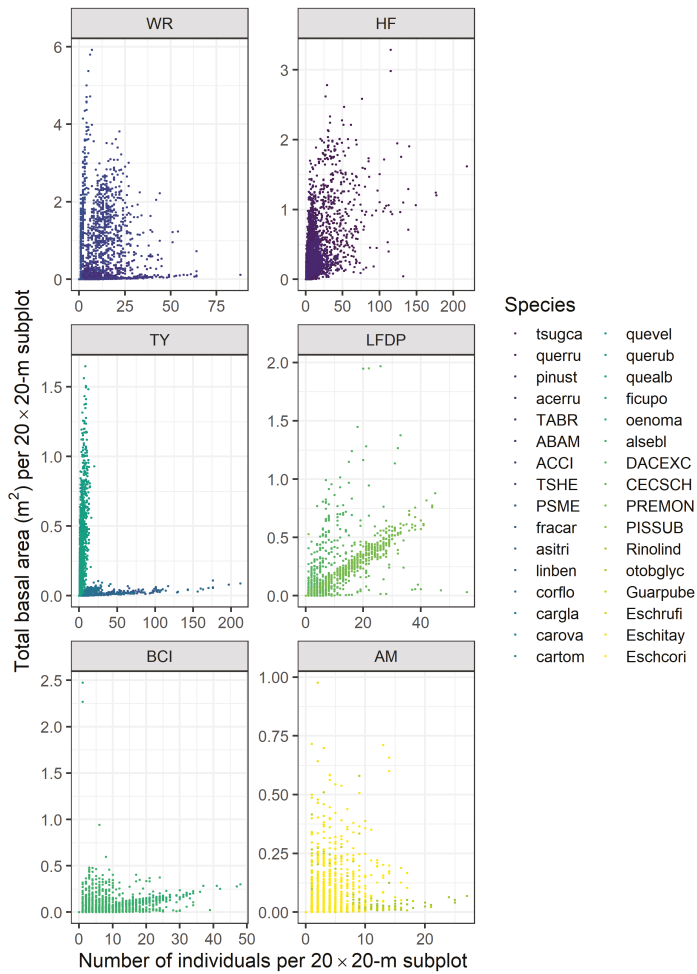 WR
HF
6
4
2
0
0 25 50 75
3
2
1
0
0 50 100 150 200
TY
LFDP
1.5
1.0
0.5
0.0
0 50 100 150 200
2.0
1.5
1.0
0.5
0.0
0 20 40
BCI
AM
2.5
2.0
1.5
1.0
0.5
0.0
0 10 20 30 40 50
1.00
0.75
0.50
0.25
0.00
0 10 20
Total basal area (m²) per 20 × 20-m subplot
Number of individuals per 20 × 20-m subplot
Species
tsugca
querru
pinust
acerru
TABR
ABAM
ACCI
TSHE
PSME
fracar
asitri
linben
corflo
cargla
carova
cartom
quevel
querub
quealb
ficupo
oenoma
alsebl
DACEXC
CECSCH
PREMON
PISSUB
Rinolind
otobglyc
Guarpube
Eschrufi
Eschitay
Eschcori